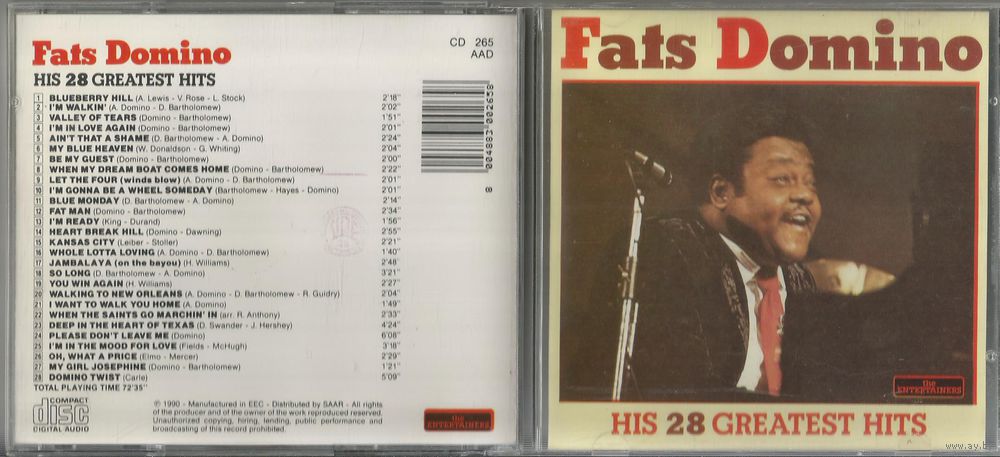 Fats Domino
HIS 28 GREATEST HITS
CD 265
AAD
1 BLUEBERRY HILL (A. Lewis - V. Rose - L. Stock) 2'18"
2 I'M WALKIN' (A. Domino - D. Bartholomew) 2'02"
3 VALLEY OF TEARS (Domino - Bartholomew) 1'51"
4 I'M IN LOVE AGAIN (Domino - Bartholomew) 2'01"
5 AIN'T THAT A SHAME (D. Bartholomew - A. Domino) 2'24"
6 MY BLUE HEAVEN (W. Donaldson - G. Whiting) 2'04"
7 BE MY GUEST (Domino - Bartholomew) 2'00"
8 WHEN MY DREAM BOAT COMES HOME (Domino - Bartholomew) 2'22"
9 LET THE FOUR (winds blow) (A. Domino - D. Bartholomew) 2'01"
10 I'M GONNA BE A WHEEL SOMEDAY (Bartholomew - Hayes - Domino) 2'01"
11 BLUE MONDAY (D. Bartholomew - A. Domino) 2'14"
12 FAT MAN (Domino - Bartholomew) 2'34"
13 I'M READY (King - Durand) 1'56"
14 HEART BREAK HILL (Domino - Dawning) 2'55"
15 KANSAS CITY (Leiber - Stoller) 2'21"
16 WHOLE LOTTA LOVING (A. Domino - D. Bartholomew) 1'40"
17 JAMBALAYA (on the bayou) (H. Williams) 2'48"
18 SO LONG (D. Bartholomew - A. Domino) 3'21"
19 YOU WIN AGAIN (H. Williams) 2'27"
20 WALKING TO NEW ORLEANS (A. Domino - D. Bartholomew - R. Guidry) 2'04"
21 I WANT TO WALK YOU HOME (A. Domino) 1'49"
22 WHEN THE SAINTS GO MARCHIN' IN (arr. R. Anthony) 2'33"
23 DEEP IN THE HEART OF TEXAS (D. Swander - J. Hershey) 4'24"
24 PLEASE DON'T LEAVE ME (Domino) 6'08"
25 I'M IN THE MOOD FOR LOVE (Fields - McHugh) 3'18"
26 OH, WHAT A PRICE (Elmo - Mercer) 2'29"
27 MY GIRL JOSEPHINE (Domino - Bartholomew) 1'21"
28 DOMINO TWIST (Carle) 5'09"
TOTAL PLAYING TIME 72'35"
8 004883 002658
COMPACT
disc
DIGITAL AUDIO
℗ 1990 - Manufactured in EEC - Distributed by SAAR - All rights
of the producer and of the owner of the work reproduced reserved.
Unauthorized copying, hiring, lending, public performance and
broadcasting of this record prohibited.
the
ENTERTAINERS
Fats Domino
the
ENTERTAINERS
HIS 28 GREATEST HITS